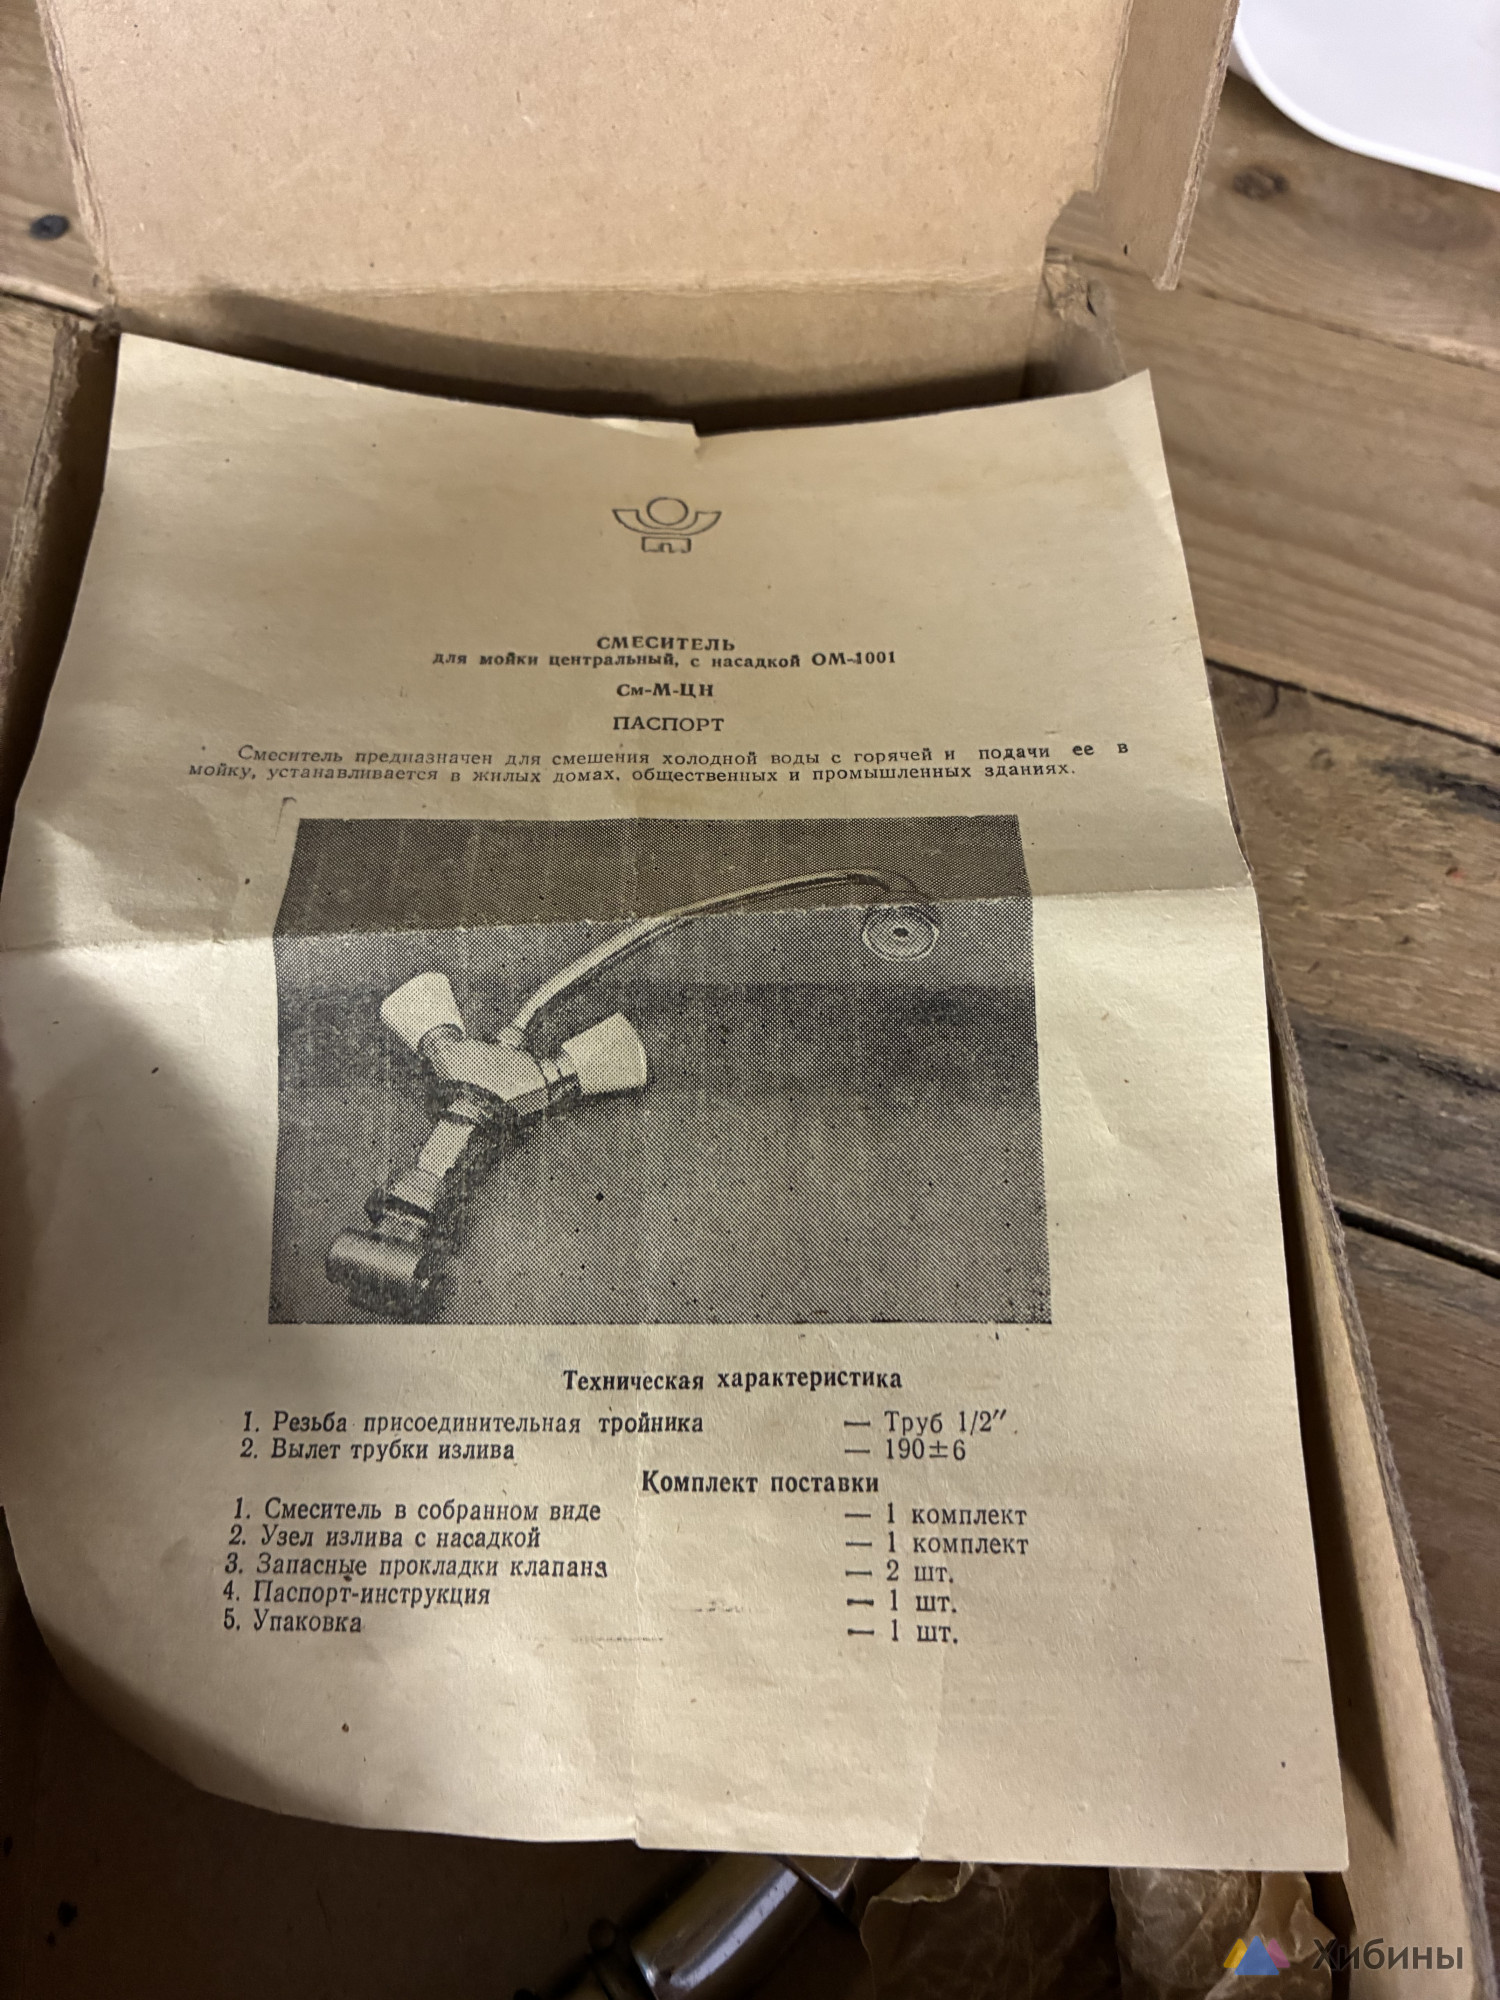 СМЕСИТЕЛЬ
для мойки центральный, с насадкой ОМ-1001
См-М-ЦН
ПАСПОРТ
Смеситель предназначен для смешения холодной воды с горячей и подачи ее в
мойку, устанавливается в жилых домах, общественных и промышленных зданиях.
Техническая характеристика
1. Резьба присоединительная тройника — Труб 1/2″.
2. Вылет трубки излива — 190±6
Комплект поставки
1. Смеситель в собранном виде — 1 комплект
2. Узел излива с насадкой — 1 комплект
3. Запасные прокладки клапана — 2 шт.
4. Паспорт-инструкция — 1 шт.
5. Упаковка — 1 шт.
Хибины